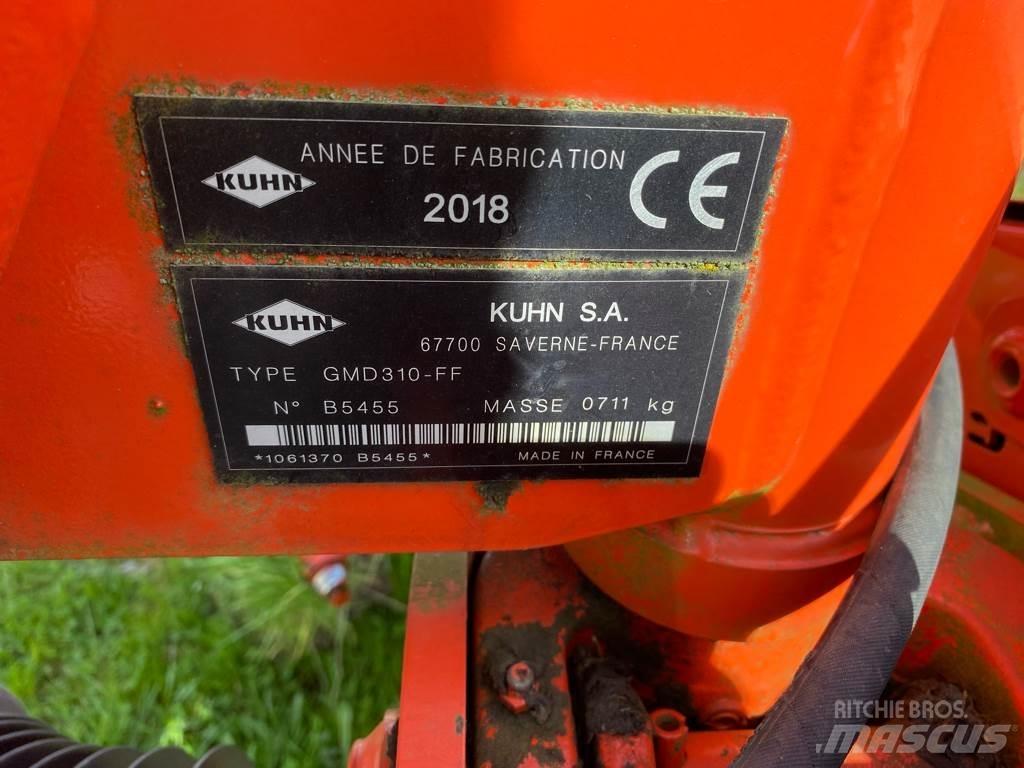 KUHN
ANNEE DE FABRICATION
2018
CE
KUHN
KUHN S.A.
67700 SAVERNE-FRANCE
TYPE GMD310-FF
N° B5455 MASSE 0711 kg
*1061370 B5455* MADE IN FRANCE
RITCHIE BROS.
MASCUS